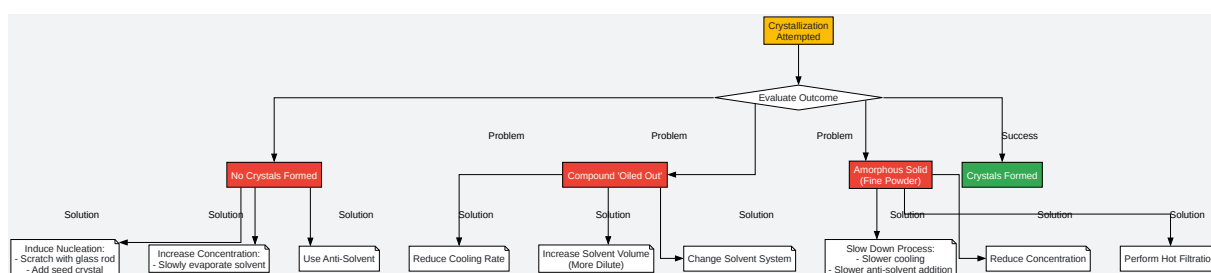 Crystallization
Attempted
Evaluate Outcome
Problem
Problem
Problem
Success
No Crystals Formed
Compound 'Oiled Out'
Amorphous Solid
(Fine Powder)
Crystals Formed
Solution
Solution
Solution
Solution
Solution
Solution
Solution
Solution
Solution
Induce Nucleation:
- Scratch with glass rod
- Add seed crystal
Increase Concentration:
- Slowly evaporate solvent
Use Anti-Solvent
Reduce Cooling Rate
Increase Solvent Volume
(More Dilute)
Change Solvent System
Slow Down Process:
- Slower cooling
- Slower anti-solvent addition
Reduce Concentration
Perform Hot Filtration